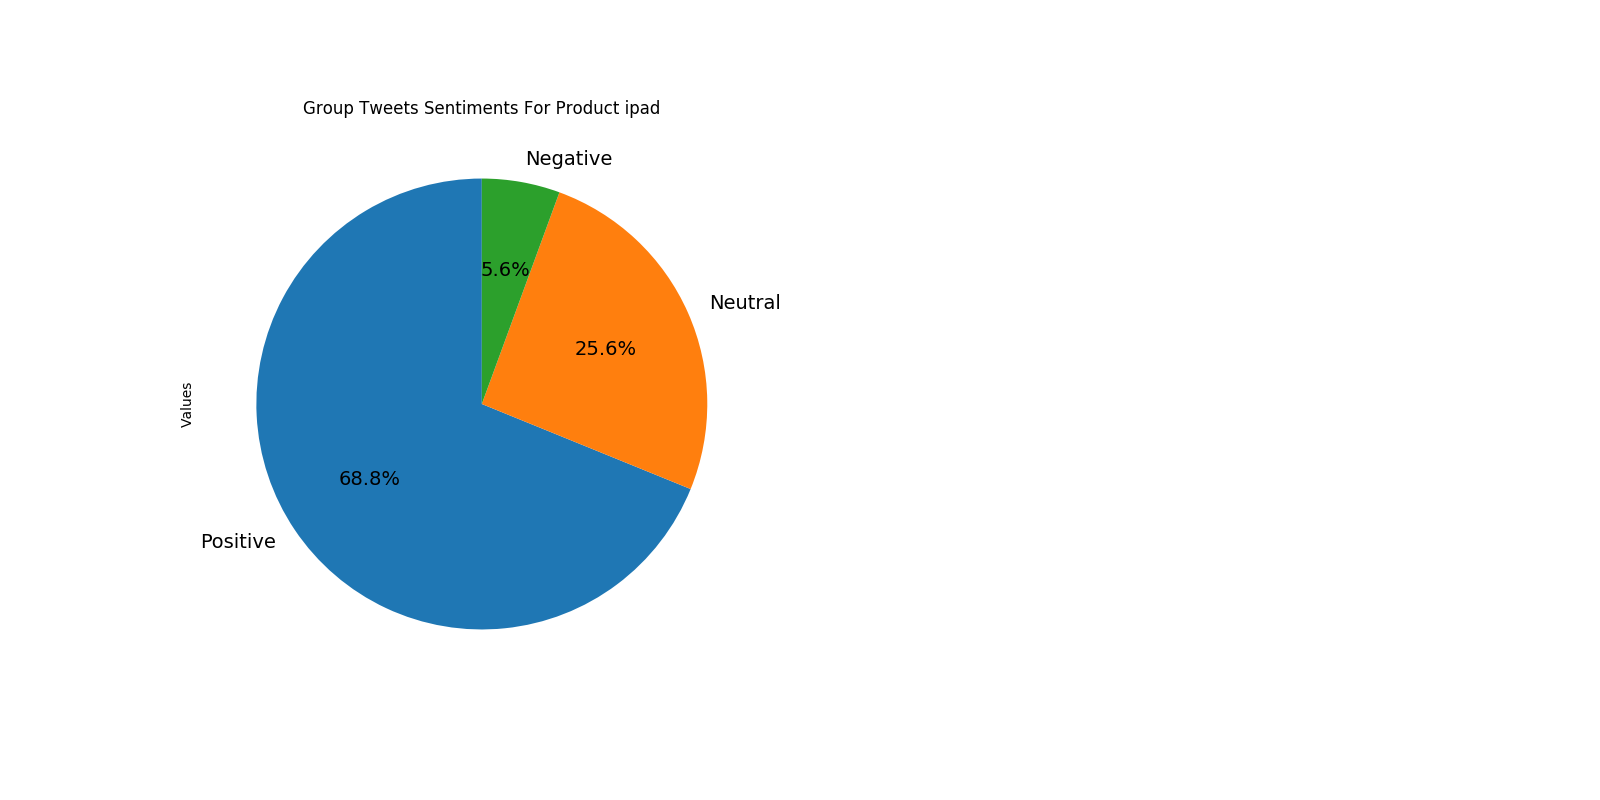 Group Tweets Sentiments For Product ipad
Negative
5.6%
Neutral
25.6%
Values
68.8%
Positive